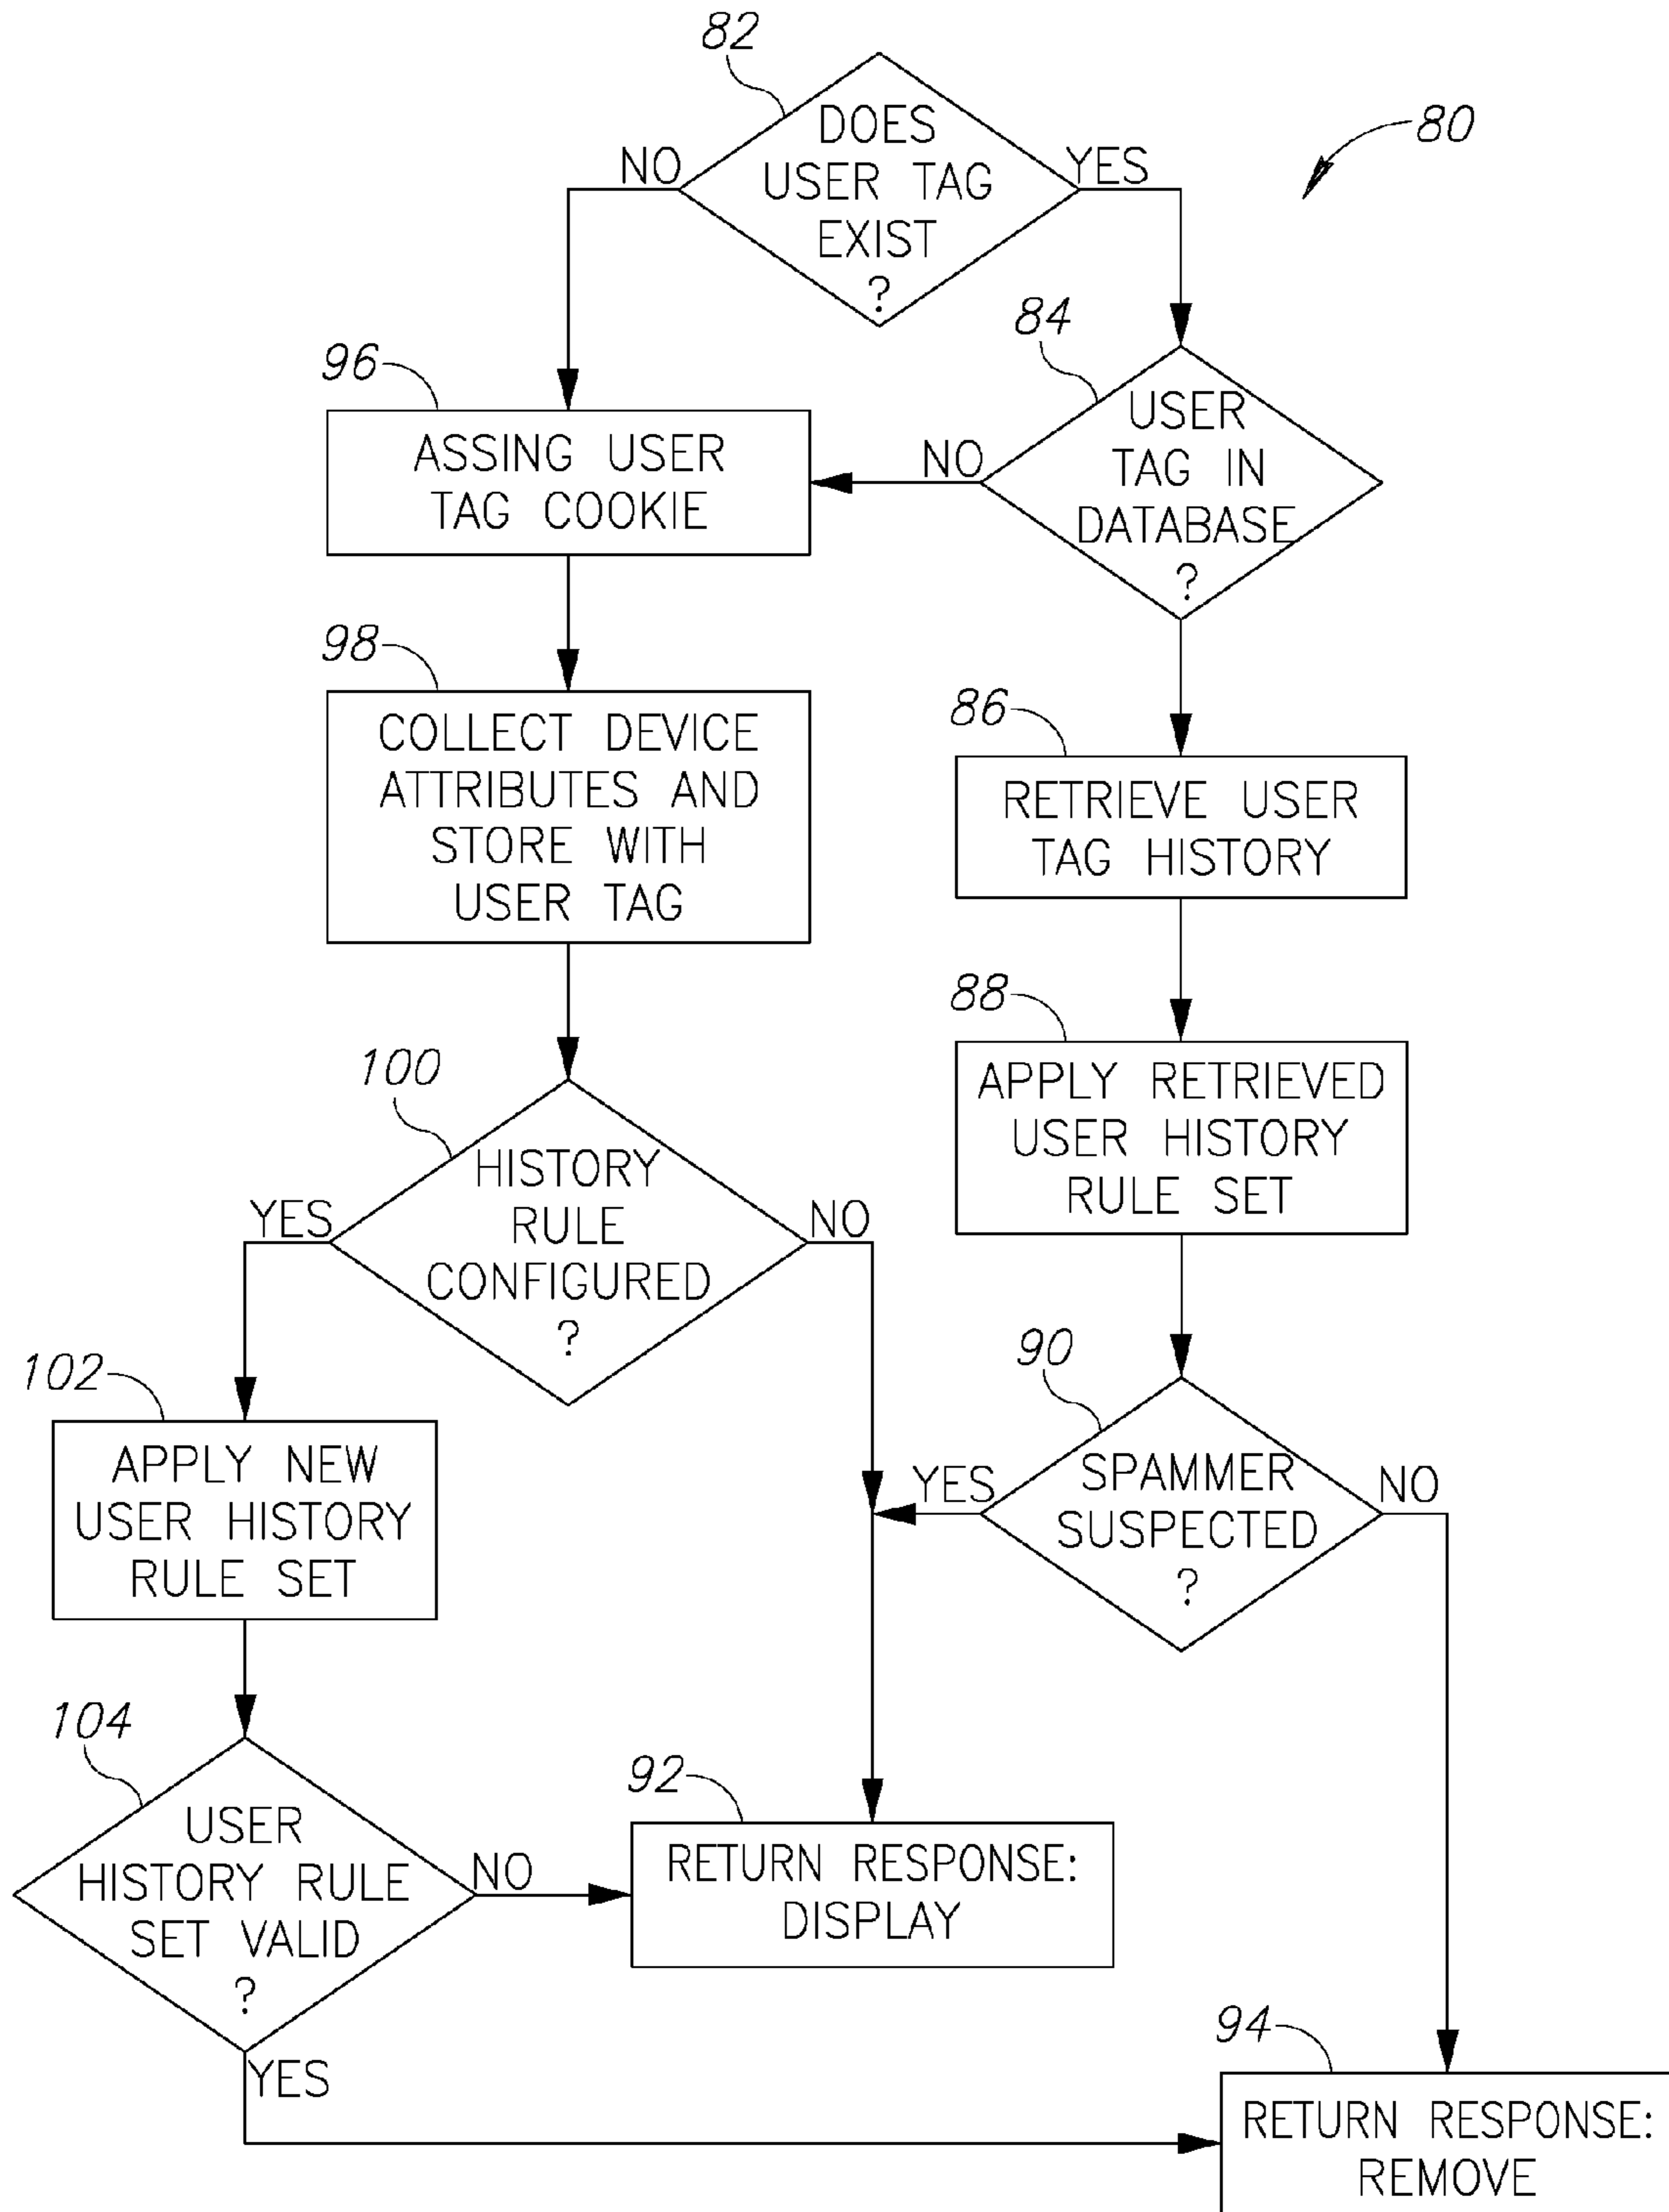 82
DOES
USER TAG
EXIST
?
NO
YES
80
84
USER
TAG IN
DATABASE
?
NO
96
ASSING USER
TAG COOKIE
98
COLLECT DEVICE
ATTRIBUTES AND
STORE WITH
USER TAG
86
RETRIEVE USER
TAG HISTORY
88
APPLY RETRIEVED
USER HISTORY
RULE SET
100
HISTORY
RULE
CONFIGURED
?
YES
NO
90
SPAMMER
SUSPECTED
?
YES
NO
102
APPLY NEW
USER HISTORY
RULE SET
104
USER
HISTORY RULE
SET VALID
?
NO
YES
92
RETURN RESPONSE:
DISPLAY
94
RETURN RESPONSE:
REMOVE